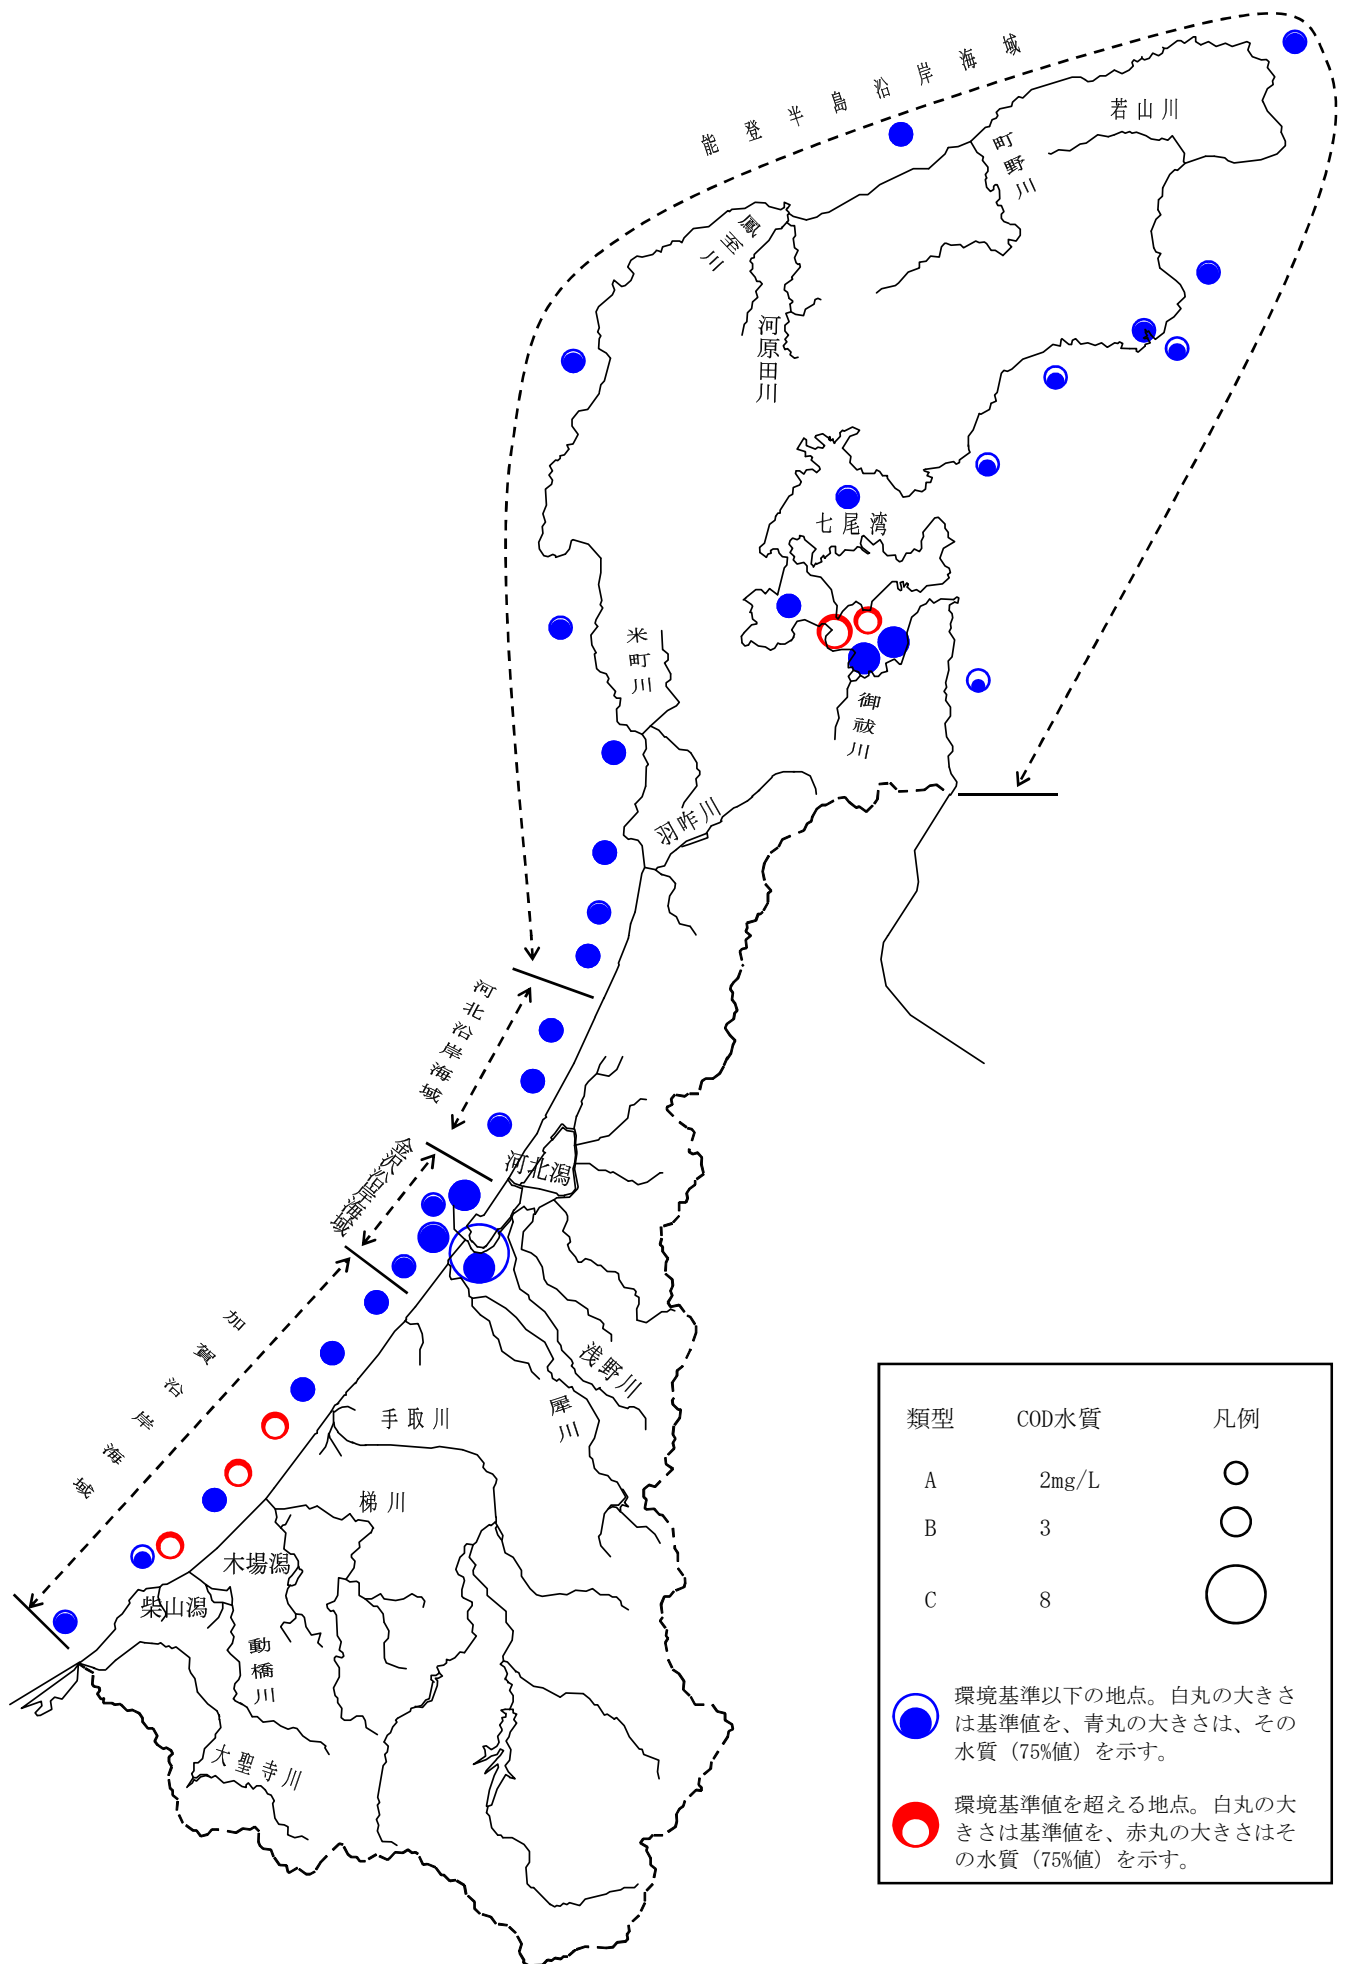 能登半島沿岸海域
若山川
町野川
鳳至川
河原田川
七尾湾
米町川
御祓川
羽咋川
河北沿岸海域
金沢沿岸海域
河北潟
加賀沿岸海域
浅野川
犀川
手取川
梯川
木場潟
柴山潟
動橋川
大聖寺川
類型 COD水質 凡例
A 2mg/L
B 3
C 8
環境基準以下の地点。白丸の大きさ
は基準値を、青丸の大きさは、その
水質（75%値）を示す。
環境基準値を超える地点。白丸の大
きさは基準値を、赤丸の大きさはそ
の水質（75%値）を示す。